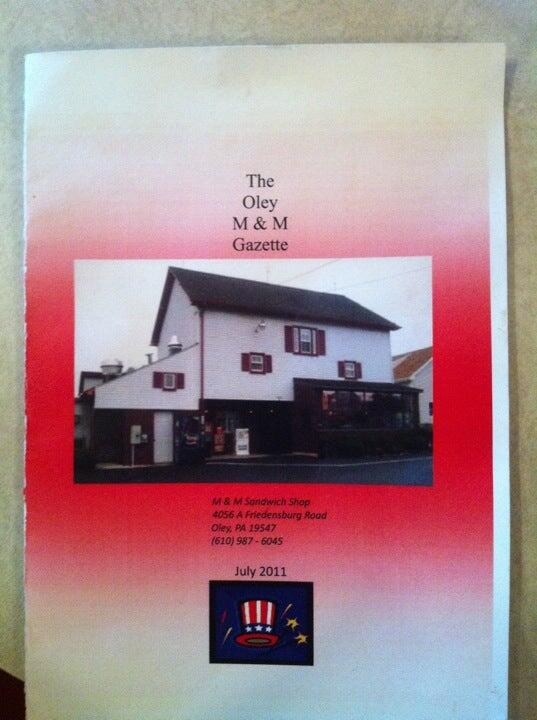 The
Oley
M & M
Gazette
M & M Sandwich Shop
4056 A Friedensburg Road
Oley, PA 19547
(610) 987 - 6045
July 2011